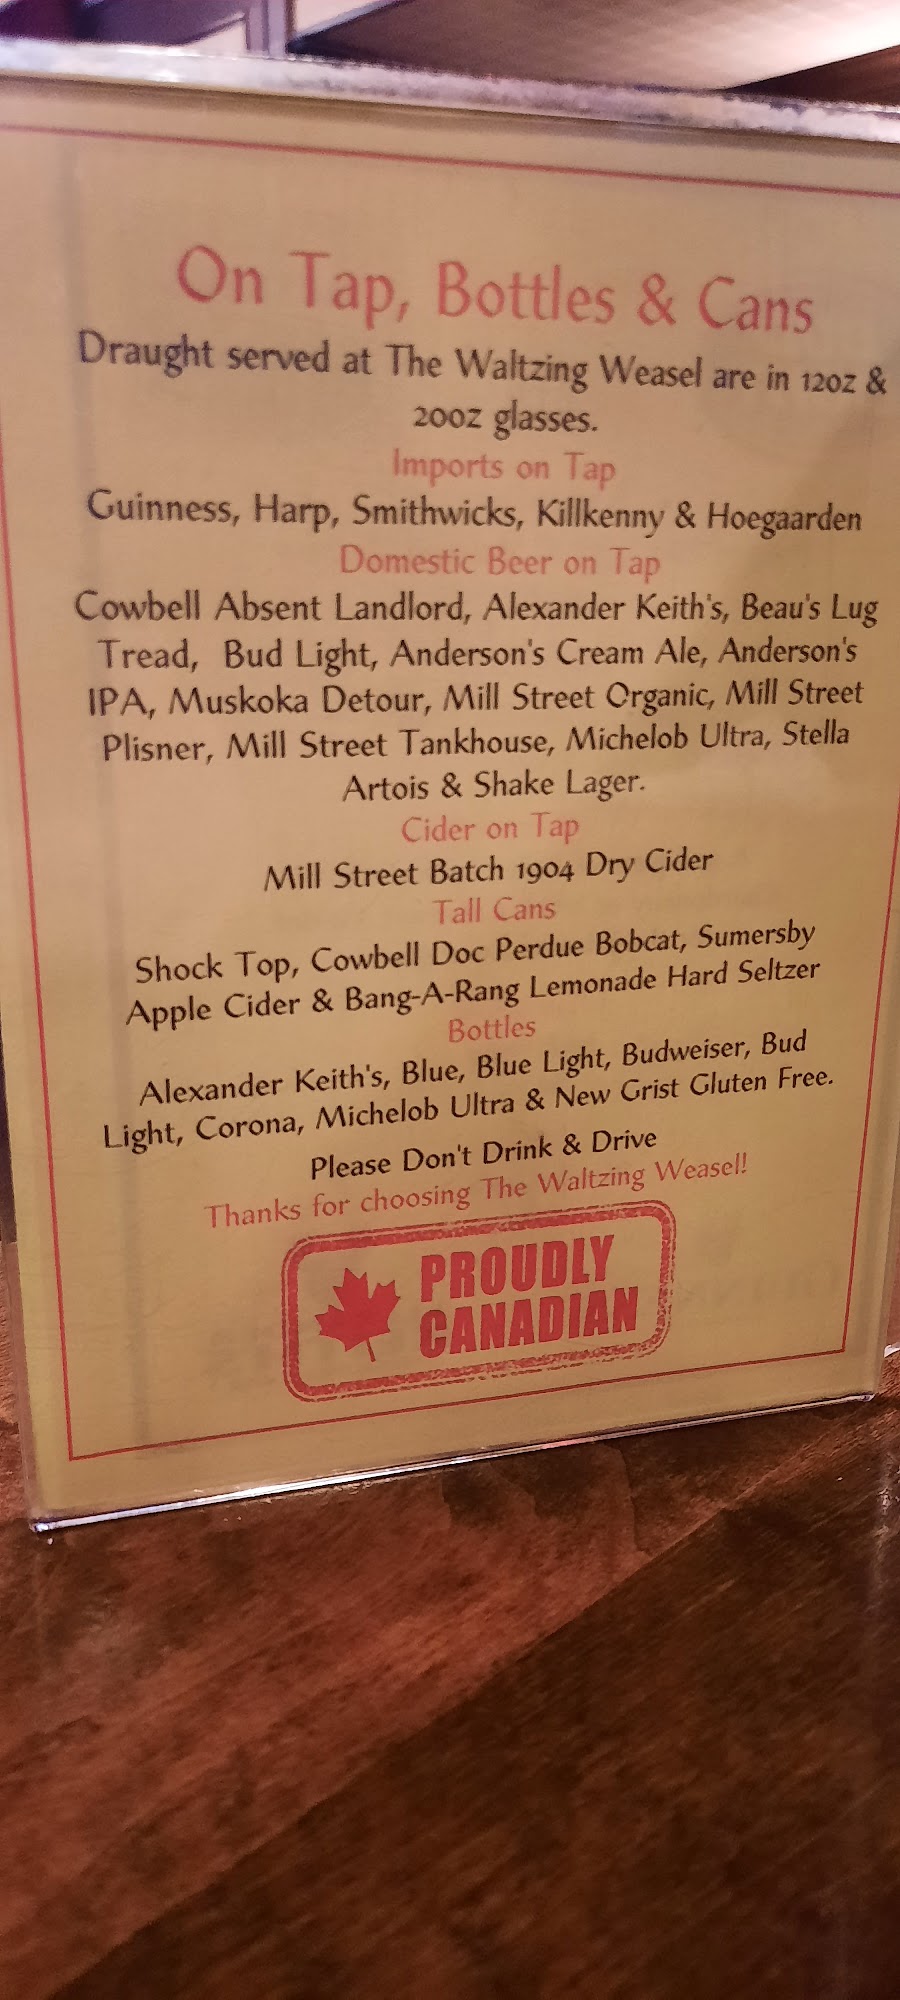 On Tap, Bottles & Cans
Draught served at The Waltzing Weasel are in 12oz &
20oz glasses.
Imports on Tap
Guinness, Harp, Smithwicks, Killkenny & Hoegaarden
Domestic Beer on Tap
Cowbell Absent Landlord, Alexander Keith's, Beau's Lug
Tread, Bud Light, Anderson's Cream Ale, Anderson's
IPA, Muskoka Detour, Mill Street Organic, Mill Street
Plisner, Mill Street Tankhouse, Michelob Ultra, Stella
Artois & Shake Lager.
Cider on Tap
Mill Street Batch 1904 Dry Cider
Tall Cans
Shock Top, Cowbell Doc Perdue Bobcat, Sumersby
Apple Cider & Bang-A-Rang Lemonade Hard Seltzer
Bottles
Alexander Keith's, Blue, Blue Light, Budweiser, Bud
Light, Corona, Michelob Ultra & New Grist Gluten Free.
Please Don't Drink & Drive
Thanks for choosing The Waltzing Weasel!
PROUDLY
CANADIAN